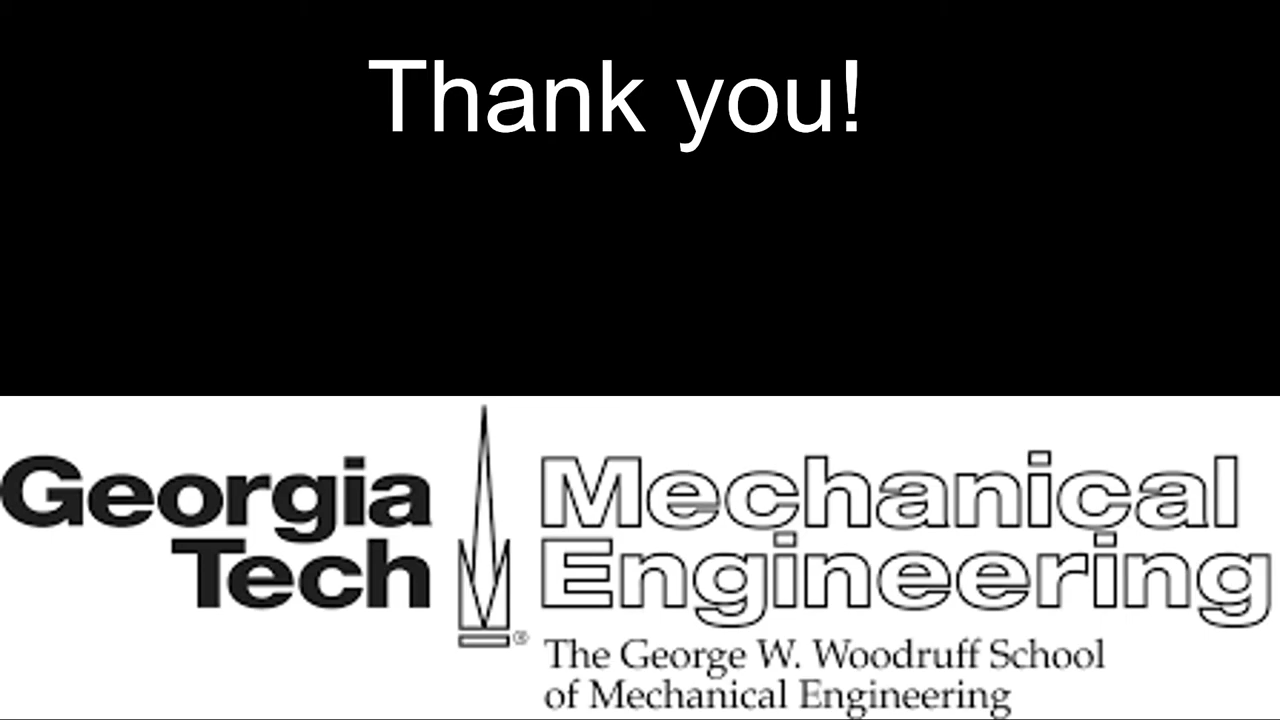 Thank you!
Georgia
Tech
®
Mechanical
Engineering
The George W. Woodruff School
of Mechanical Engineering